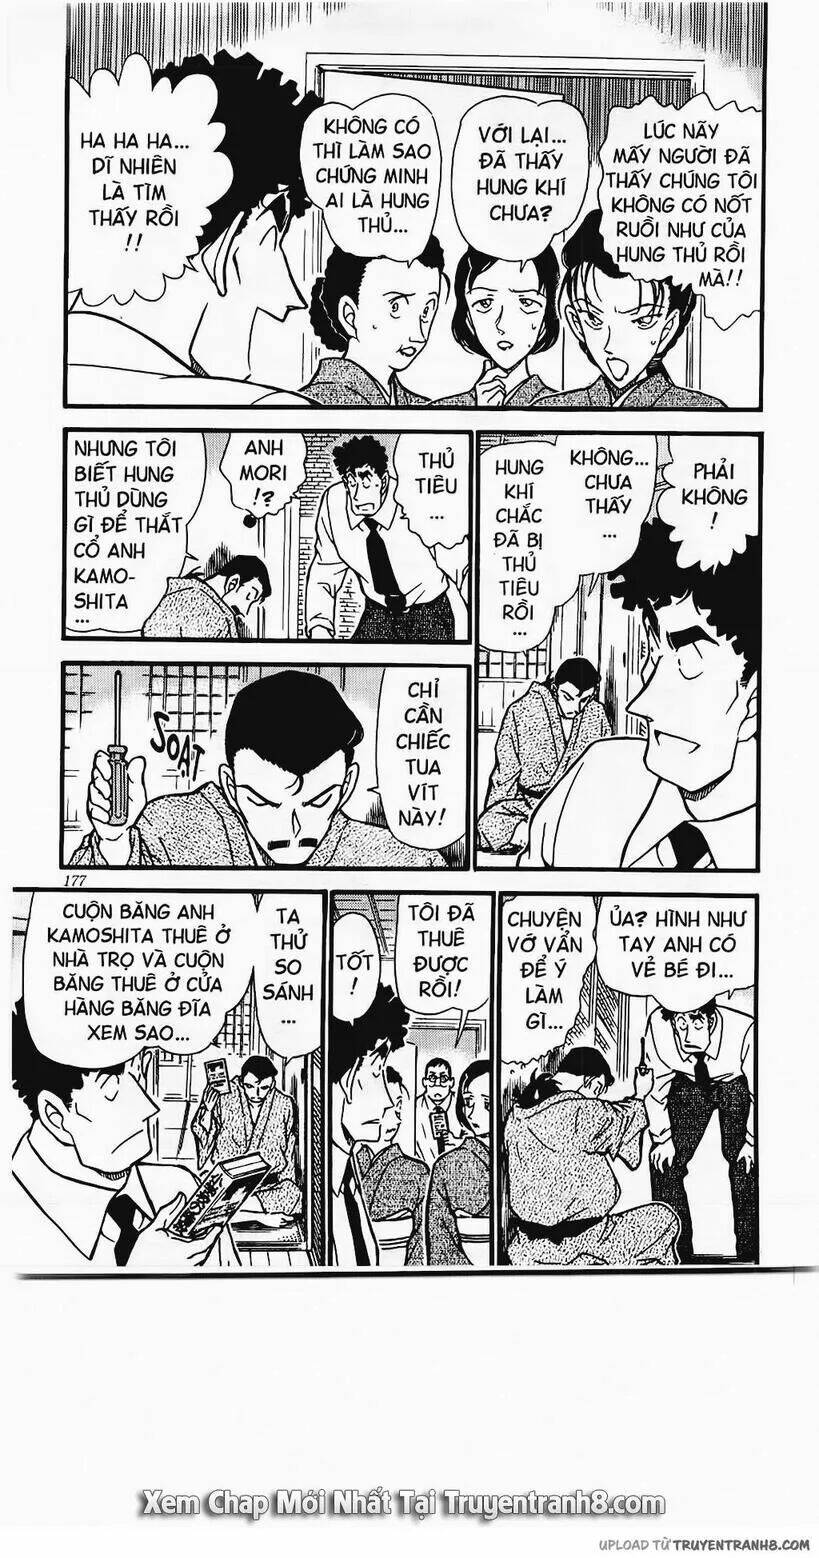 LÚC NÃY
MẤY NGƯỜI ĐÃ
THẤY CHÚNG TÔI
KHÔNG CÓ NỐT
RUỒI NHƯ CỦA
HUNG THỦ RỒI
MÀ!!
VỚI LẠI...
ĐÃ THẤY
HUNG KHÍ
CHƯA?
KHÔNG CÓ
THÌ LÀM SAO
CHỨNG MINH
AI LÀ HUNG
THỦ...
HA HA HA...
DĨ NHIÊN
LÀ TÌM
THẤY RỒI
!!
PHẢI
KHÔNG
!
KHÔNG...
CHƯA
THẤY
...
HUNG
KHÍ
CHẮC
ĐÃ BỊ
THỦ
TIÊU
RỒI
...
THỦ
TIÊU
...
ANH
MORI
!?
NHƯNG TÔI
BIẾT HUNG
THỦ DÙNG
GÌ ĐỂ THẮT
CỔ ANH
KAMO-
SHITA
...
CHỈ
CẦN
CHIẾC
TUA
VÍT
NÀY!
SOẠT
177
ỦA? HÌNH NHƯ
TAY ANH CÓ
VẺ BÉ ĐI...
CHUYỆN
VỚ VẨN
ĐỂ Ý
LÀM
GÌ...
TÔI ĐÃ
THUÊ
ĐƯỢC
RỒI!
TỐT
!
TA
THỬ
SO
SÁNH
...
CUỘN BĂNG ANH
KAMOSHITA THUÊ Ở
NHÀ TRỌ VÀ CUỘN
BĂNG THUÊ Ở CỬA
HÀNG BĂNG ĐĨA
XEM SAO...
Xem Chap Mới Nhất Tại Truyentranh8.com
UPLOAD TỪ TRUYENTRANH8.COM